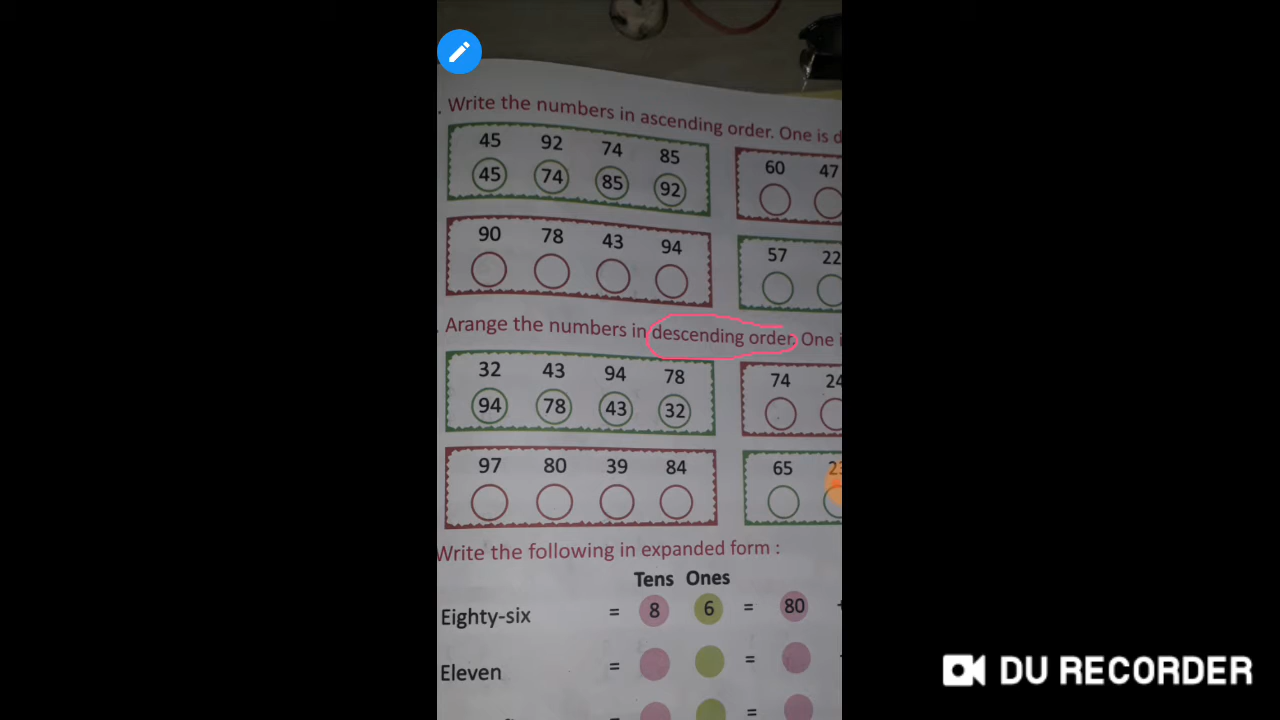 . Write the numbers in ascending order. One is d
45 92 74 85
45 74 85 92
60 47
90 78 43 94
57 22
. Arange the numbers in descending order. One i
32 43 94 78
94 78 43 32
74 24
97 80 39 84
65
Write the following in expanded form :
Tens Ones
Eighty-six = 8 6 = 80
Eleven = =
=
DU RECORDER